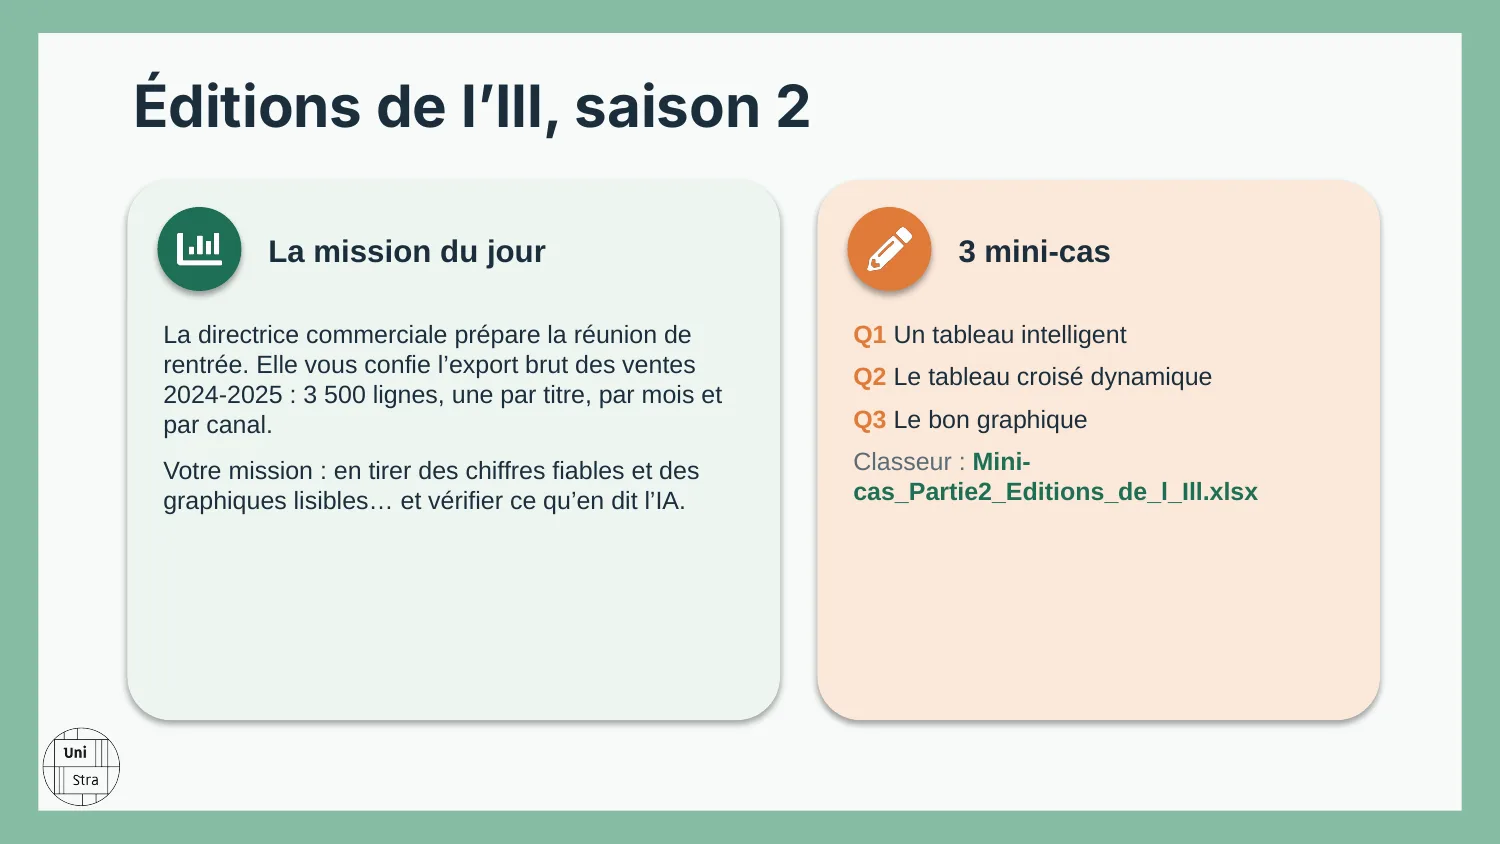 Éditions de l’Ill, saison 2
La mission du jour
La directrice commerciale prépare la réunion de
rentrée. Elle vous confie l’export brut des ventes
2024-2025 : 3 500 lignes, une par titre, par mois et
par canal.
Votre mission : en tirer des chiffres fiables et des
graphiques lisibles… et vérifier ce qu’en dit l’IA.
3 mini-cas
Q1 Un tableau intelligent
Q2 Le tableau croisé dynamique
Q3 Le bon graphique
Classeur : Mini-
cas_Partie2_Editions_de_l_Ill.xlsx
Uni
Stra